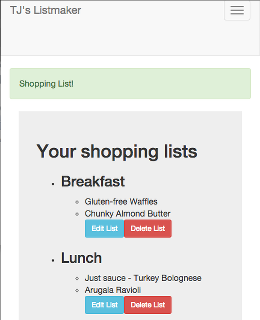 TJ's Listmaker
Shopping List!
Your shopping lists
Breakfast
Gluten-free Waffles
Chunky Almond Butter
Edit List Delete List
Lunch
Just sauce - Turkey Bolognese
Arugala Ravioli
Edit List Delete List